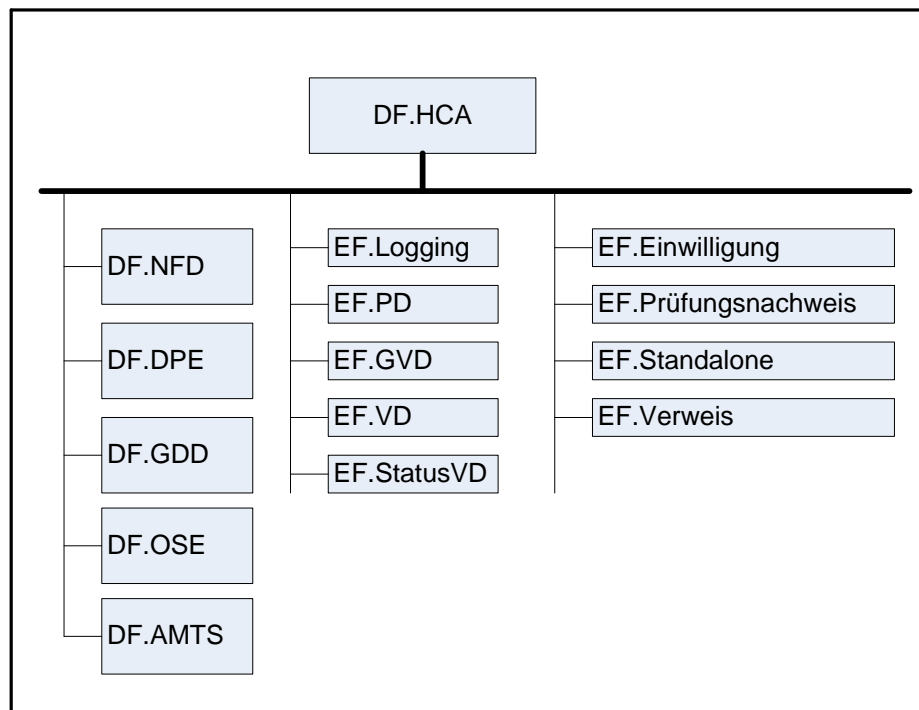 DF.HCA
DF.NFD
DF.DPE
DF.GDD
DF.OSE
DF.AMTS
EF.Logging
EF.PD
EF.GVD
EF.VD
EF.StatusVD
EF.Einwilligung
EF.Prüfungsnachweis
EF.Standalone
EF.Verweis